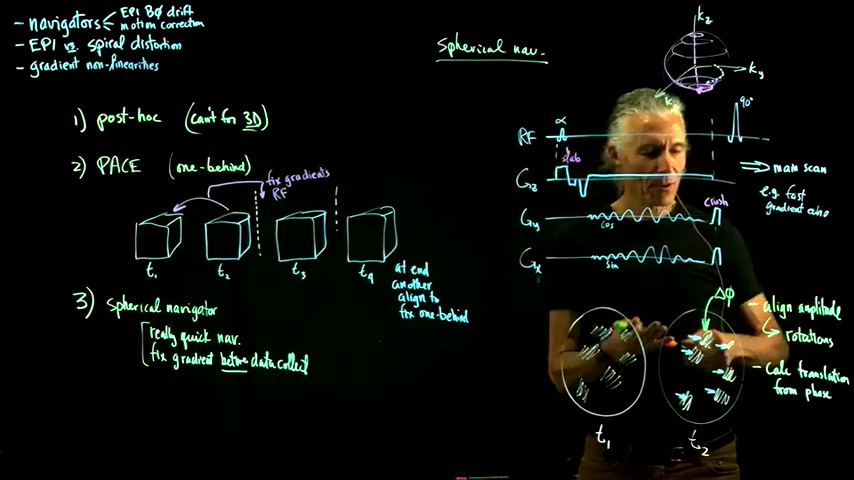 - navigators < EPI BØ drift
motion correction
- EPI vs. spiral distortion
- gradient non-linearities
1) post-hoc (can't for 3D)
2) PACE (one-behind)
fix gradients
RF
t1 t2 t3 t4
at end
another
align to
fix one-behind
3) spherical navigator
really quick nav.
fix gradient before data collect
Spherical nav.
kz
ky
RF α 90°
slab
Gz
Gy cos crush
Gx sin
⇒ main scan
e.g. fast
gradient echo
Δφ
- align amplitude
↳ rotations
- calc translation
from phase
t1 t2